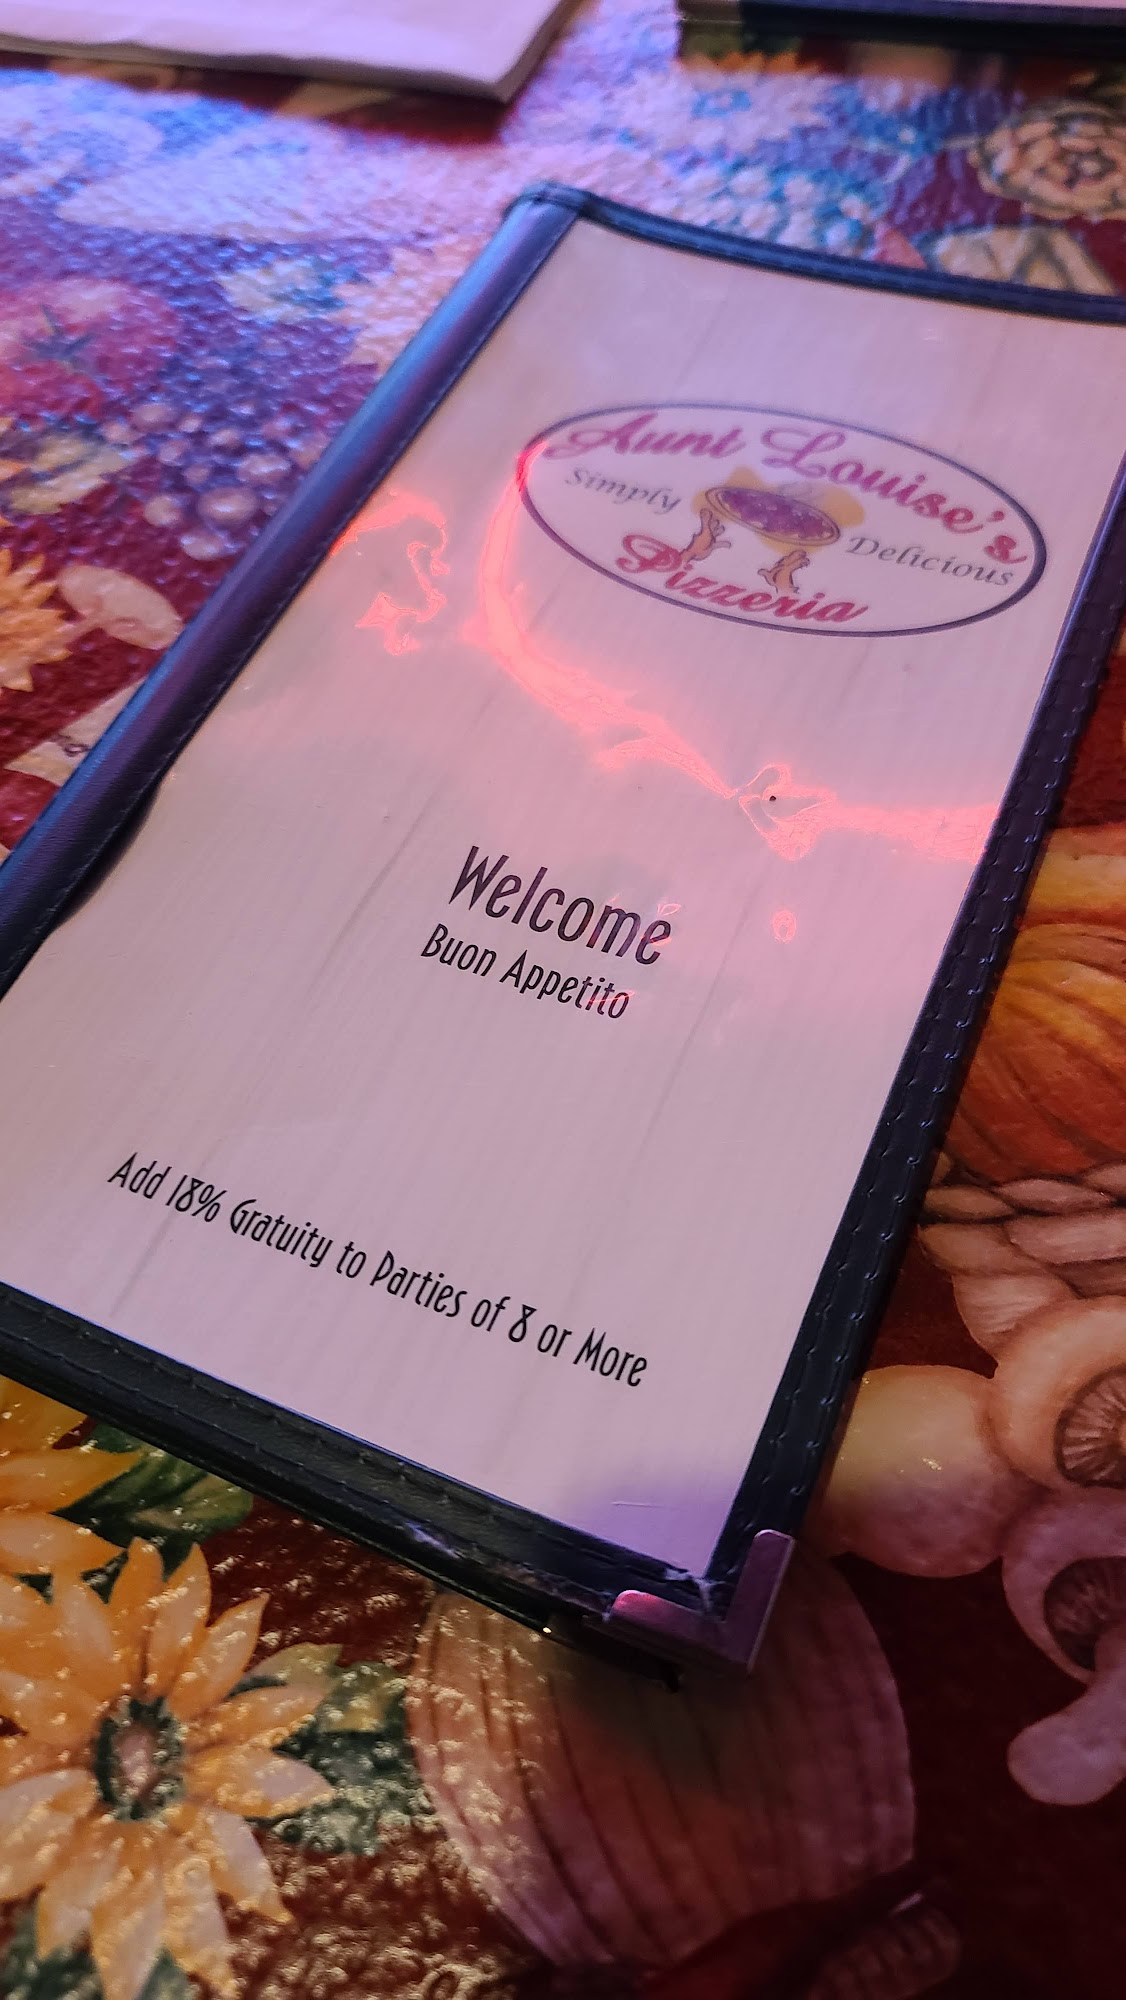 Aunt Louise's
Simply Delicious
Pizzeria
Welcome
Buon Appetito
Add 18% Gratuity to Parties of 8 or More